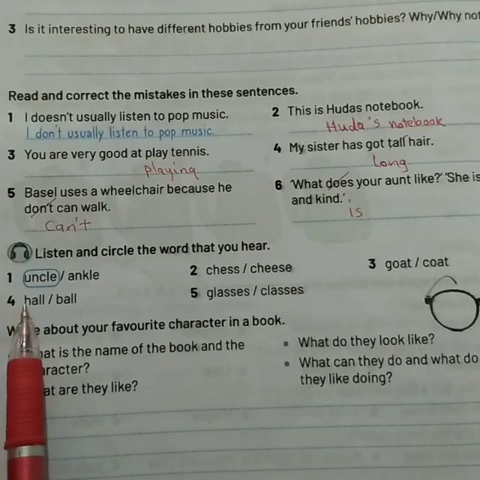 3 Is it interesting to have different hobbies from your friends' hobbies? Why/Why not
Read and correct the mistakes in these sentences.
1 I doesn't usually listen to pop music.
I don't usually listen to pop music.
2 This is Hudas notebook.
Huda's notebook
3 You are very good at play tennis.
playing
4 My sister has got tall hair.
Long
5 Basel uses a wheelchair because he
don't can walk.
Can't
6 'What does your aunt like?' 'She is
and kind.'
is
Listen and circle the word that you hear.
1 uncle / ankle
2 chess / cheese
3 goat / coat
4 hall / ball
5 glasses / classes
about your favourite character in a book.
is the name of the book and the
are they like?
• What do they look like?
• What can they do and what do
they like doing?